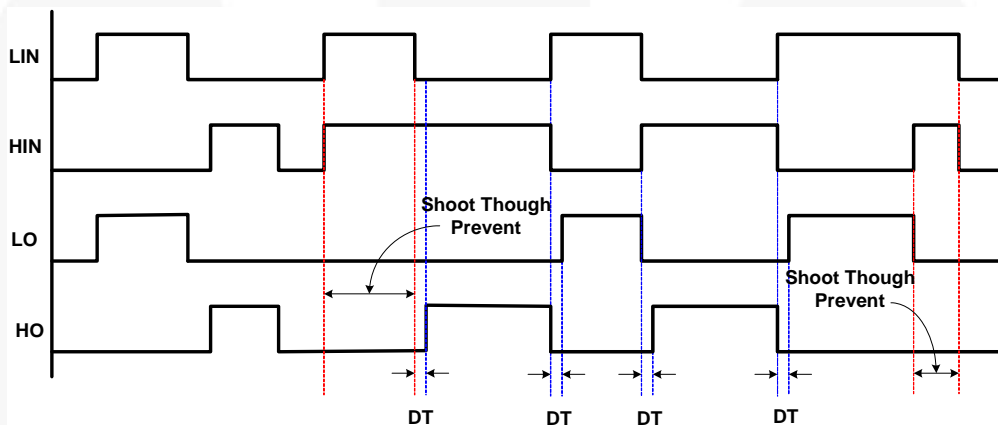 LIN
HIN
LO
HO
Shoot Though
Prevent
Shoot Though
Prevent
DT
DT
DT
DT